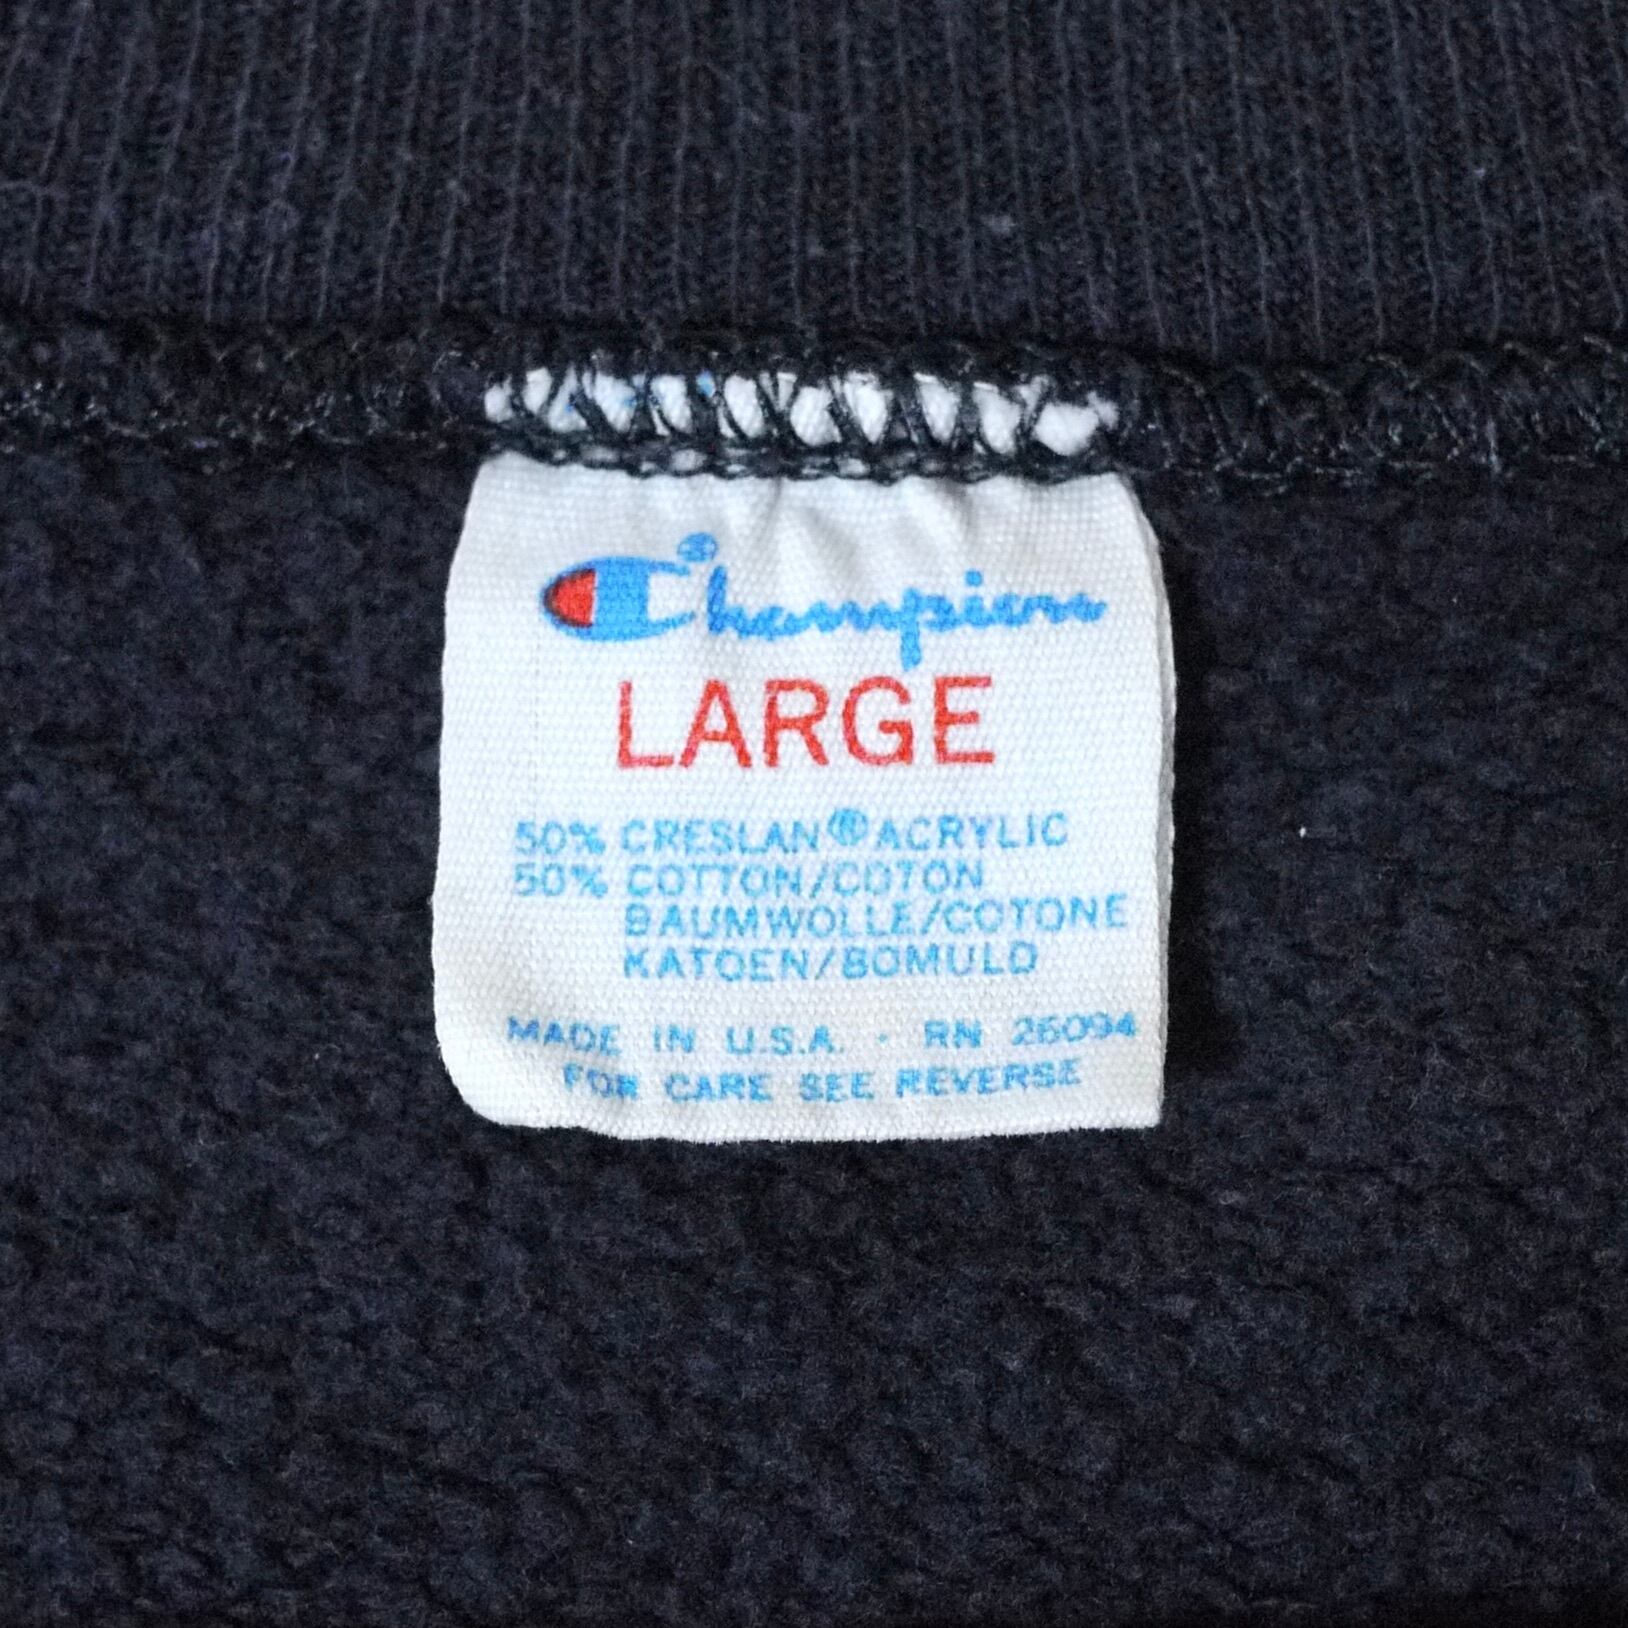 Champion®
LARGE
50% CRESLAN® ACRYLIC
50% COTTON/COTON
BAUMWOLLE/COTONE
KATOEN/BOMULD
MADE IN U.S.A. · RN 26094
FOR CARE SEE REVERSE